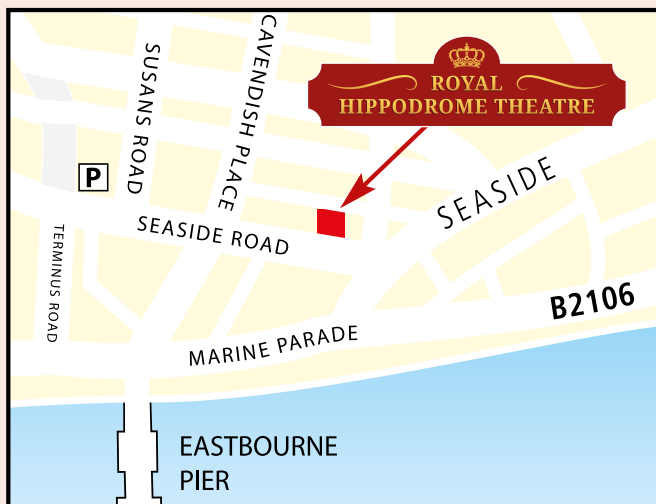 ROYAL
HIPPODROME THEATRE
SUSANS ROAD
CAVENDISH PLACE
P
SEASIDE ROAD
SEASIDE
TERMINUS ROAD
B2106
MARINE PARADE
EASTBOURNE
PIER